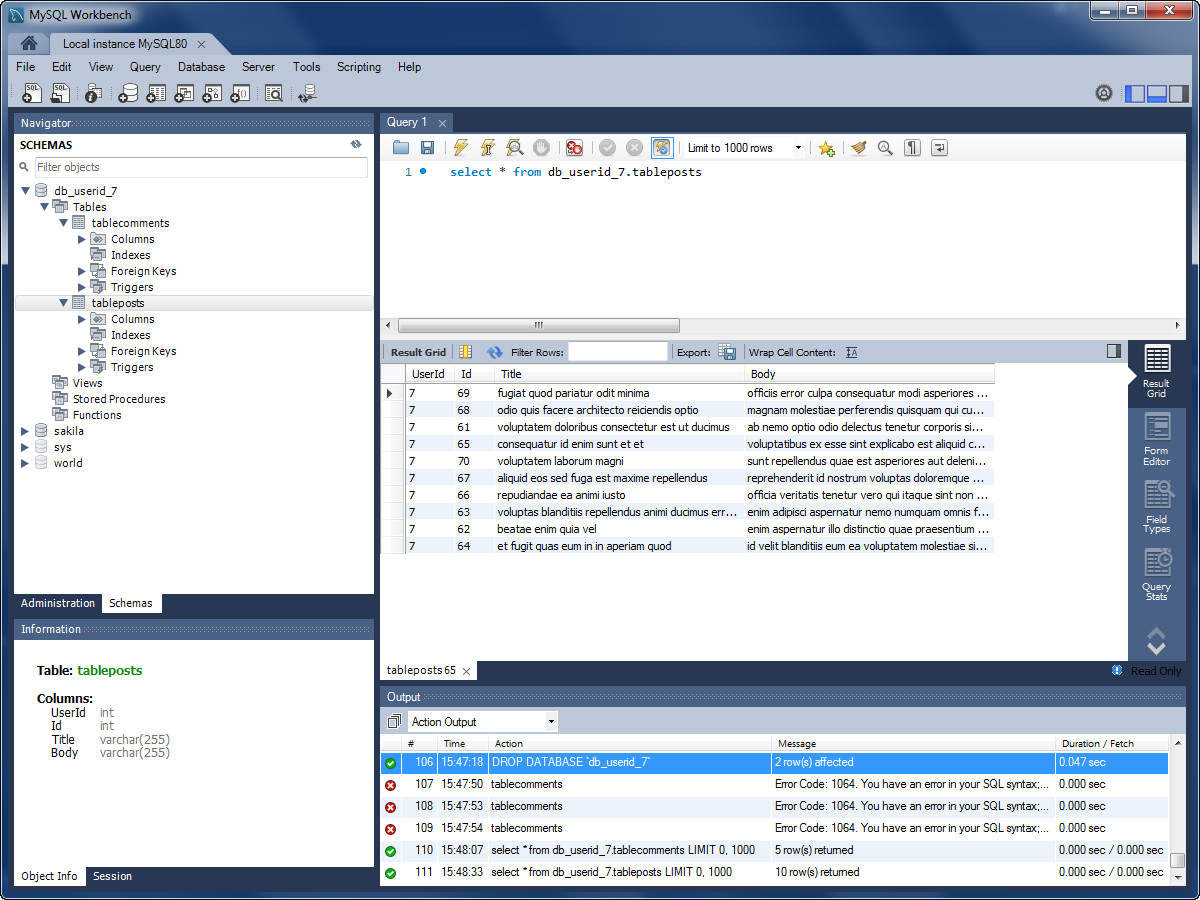 MySQL Workbench
Local instance MySQL80
File Edit View Query Database Server Tools Scripting Help
Navigator
SCHEMAS
Filter objects
db_userid_7
Tables
tablecomments
Columns
Indexes
Foreign Keys
Triggers
tableposts
Columns
Indexes
Foreign Keys
Triggers
Views
Stored Procedures
Functions
sakila
sys
world
Administration Schemas
Information
Table: tableposts
Columns:
UserId int
Id int
Title varchar(255)
Body varchar(255)
Object Info Session
Query 1
Limit to 1000 rows
1 select * from db_userid_7.tableposts
Result Grid Filter Rows: Export: Wrap Cell Content:
UserId Id Title Body
7 69 fugiat quod pariatur odit minima officiis error culpa consequatur modi asperiores ...
7 68 odio quis facere architecto reiciendis optio magnam molestiae perferendis quisquam qui cu...
7 61 voluptatem doloribus consectetur est ut ducimus ab nemo optio odio delectus tenetur corporis si...
7 65 consequatur id enim sunt et et voluptatibus ex esse sint explicabo est aliquid c...
7 70 voluptatem laborum magni sunt repellendus quae est asperiores aut deleni...
7 67 aliquid eos sed fuga est maxime repellendus reprehenderit id nostrum voluptas doloremque ...
7 66 repudiandae ea animi iusto officia veritatis tenetur vero qui itaque sint non ...
7 63 voluptas blanditiis repellendus animi ducimus err... enim adipisci aspernatur nemo numquam omnis f...
7 62 beatae enim quia vel enim aspernatur illo distinctio quae praesentium ...
7 64 et fugit quas eum in in aperiam quod id velit blanditiis eum ea voluptatem molestiae si...
Result
Grid
Form
Editor
Field
Types
Query
Stats
tableposts 65
Read Only
Output
Action Output
# Time Action Message Duration / Fetch
106 15:47:18 DROP DATABASE `db_userid_7` 2 row(s) affected 0.047 sec
107 15:47:50 tablecomments Error Code: 1064. You have an error in your SQL syntax;... 0.000 sec
108 15:47:53 tablecomments Error Code: 1064. You have an error in your SQL syntax;... 0.000 sec
109 15:47:54 tablecomments Error Code: 1064. You have an error in your SQL syntax;... 0.000 sec
110 15:48:07 select * from db_userid_7.tablecomments LIMIT 0, 1000 5 row(s) returned 0.000 sec / 0.000 sec
111 15:48:33 select * from db_userid_7.tableposts LIMIT 0, 1000 10 row(s) returned 0.000 sec / 0.000 sec